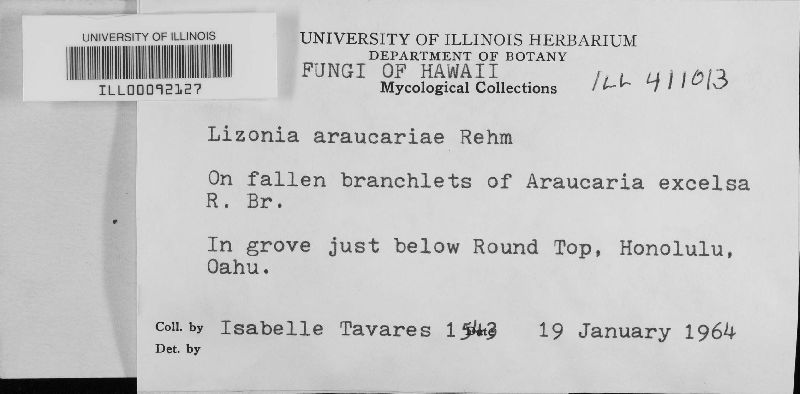 UNIVERSITY OF ILLINOIS
ILL00092127
UNIVERSITY OF ILLINOIS HERBARIUM
DEPARTMENT OF BOTANY
FUNGI OF HAWAII
Mycological Collections
ILL 411013
Lizonia araucariae Rehm
On fallen branchlets of Araucaria excelsa
R. Br.
In grove just below Round Top, Honolulu,
Oahu.
Coll. by Isabelle Tavares 1543 Date 19 January 1964
Det. by